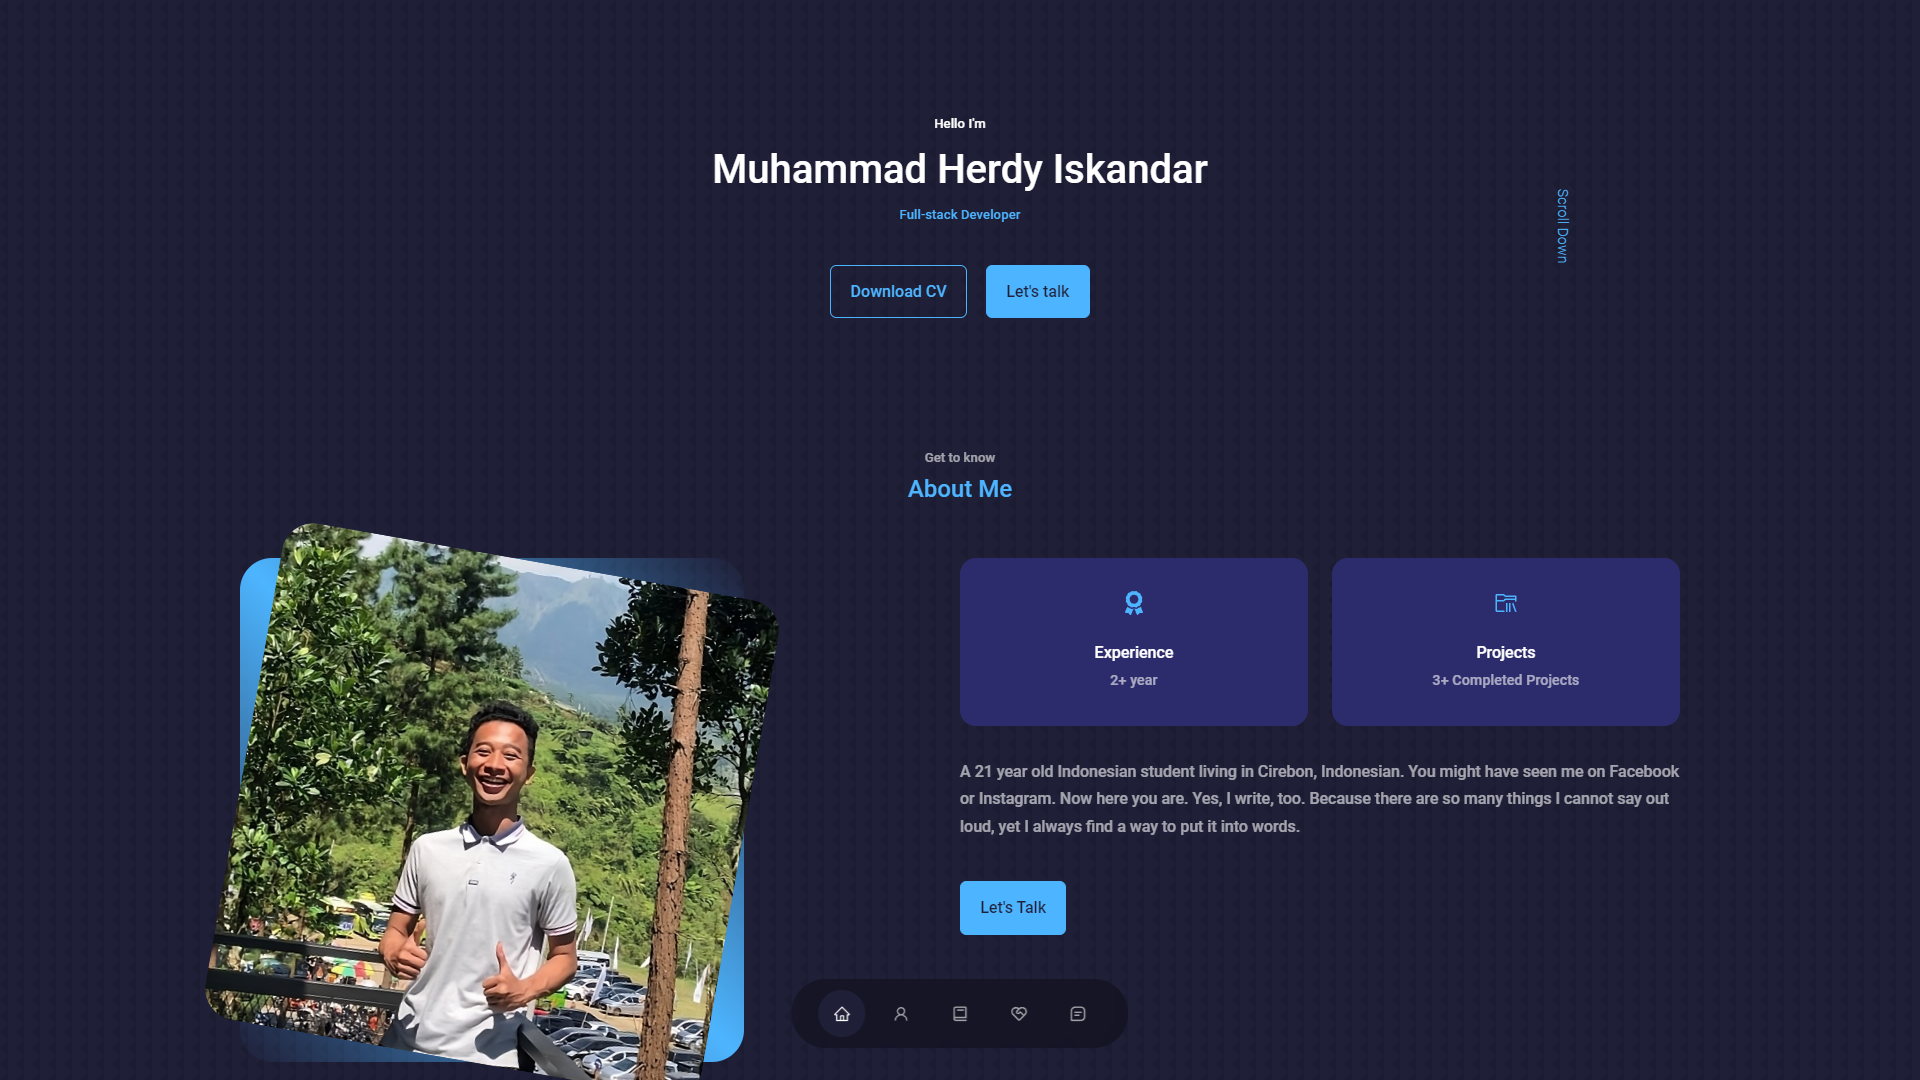 Hello I'm
Muhammad Herdy Iskandar
Full-stack Developer
Scroll Down
Download CV
Let's talk
Get to know
About Me
Experience
2+ year
Projects
3+ Completed Projects
A 21 year old Indonesian student living in Cirebon, Indonesian. You might have seen me on Facebook
or Instagram. Now here you are. Yes, I write, too. Because there are so many things I cannot say out
loud, yet I always find a way to put it into words.
Let's Talk